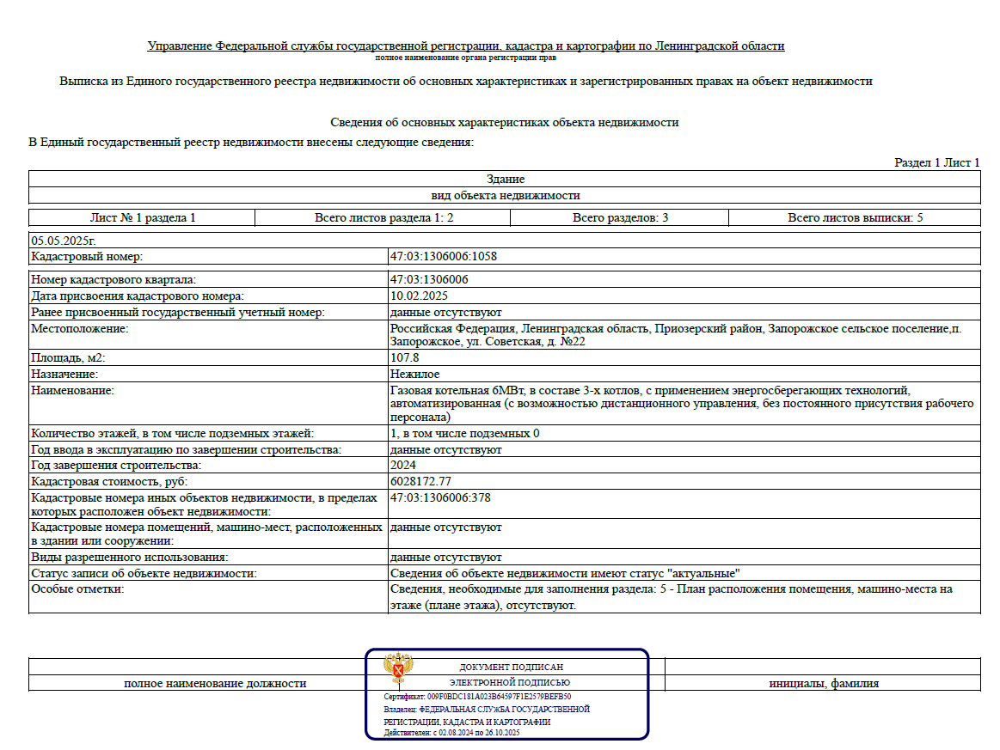 Управление Федеральной службы государственной регистрации, кадастра и картографии по Ленинградской области
полное наименование органа регистрации прав
Выписка из Единого государственного реестра недвижимости об основных характеристиках и зарегистрированных правах на объект недвижимости
Сведения об основных характеристиках объекта недвижимости
В Единый государственный реестр недвижимости внесены следующие сведения:
Раздел 1 Лист 1
Здание
вид объекта недвижимости
Лист № 1 раздела 1 Всего листов раздела 1: 2 Всего разделов: 3 Всего листов выписки: 5
05.05.2025г.
Кадастровый номер: 47:03:1306006:1058
Номер кадастрового квартала: 47:03:1306006
Дата присвоения кадастрового номера: 10.02.2025
Ранее присвоенный государственный учетный номер: данные отсутствуют
Местоположение: Российская Федерация, Ленинградская область, Приозерский район, Запорожское сельское поселение,п.
Запорожское, ул. Советская, д. №22
Площадь, м2: 107.8
Назначение: Нежилое
Наименование: Газовая котельная 6МВт, в составе 3-х котлов, с применением энергосберегающих технологий,
автоматизированная (с возможностью дистанционного управления, без постоянного присутствия рабочего
персонала)
Количество этажей, в том числе подземных этажей: 1, в том числе подземных 0
Год ввода в эксплуатацию по завершении строительства: данные отсутствуют
Год завершения строительства: 2024
Кадастровая стоимость, руб: 6028172.77
Кадастровые номера иных объектов недвижимости, в пределах 47:03:1306006:378
которых расположен объект недвижимости:
Кадастровые номера помещений, машино-мест, расположенных данные отсутствуют
в здании или сооружении:
Виды разрешенного использования: данные отсутствуют
Статус записи об объекте недвижимости: Сведения об объекте недвижимости имеют статус "актуальные"
Особые отметки: Сведения, необходимые для заполнения раздела: 5 - План расположения помещения, машино-места на
этаже (плане этажа), отсутствуют.
ДОКУМЕНТ ПОДПИСАН
полное наименование должности ЭЛЕКТРОННОЙ ПОДПИСЬЮ инициалы, фамилия
Сертификат: 009F0BDC181A023B64597F1E2579BEFB50
Владелец: ФЕДЕРАЛЬНАЯ СЛУЖБА ГОСУДАРСТВЕННОЙ
РЕГИСТРАЦИИ, КАДАСТРА И КАРТОГРАФИИ
Действителен: с 02.08.2024 по 26.10.2025